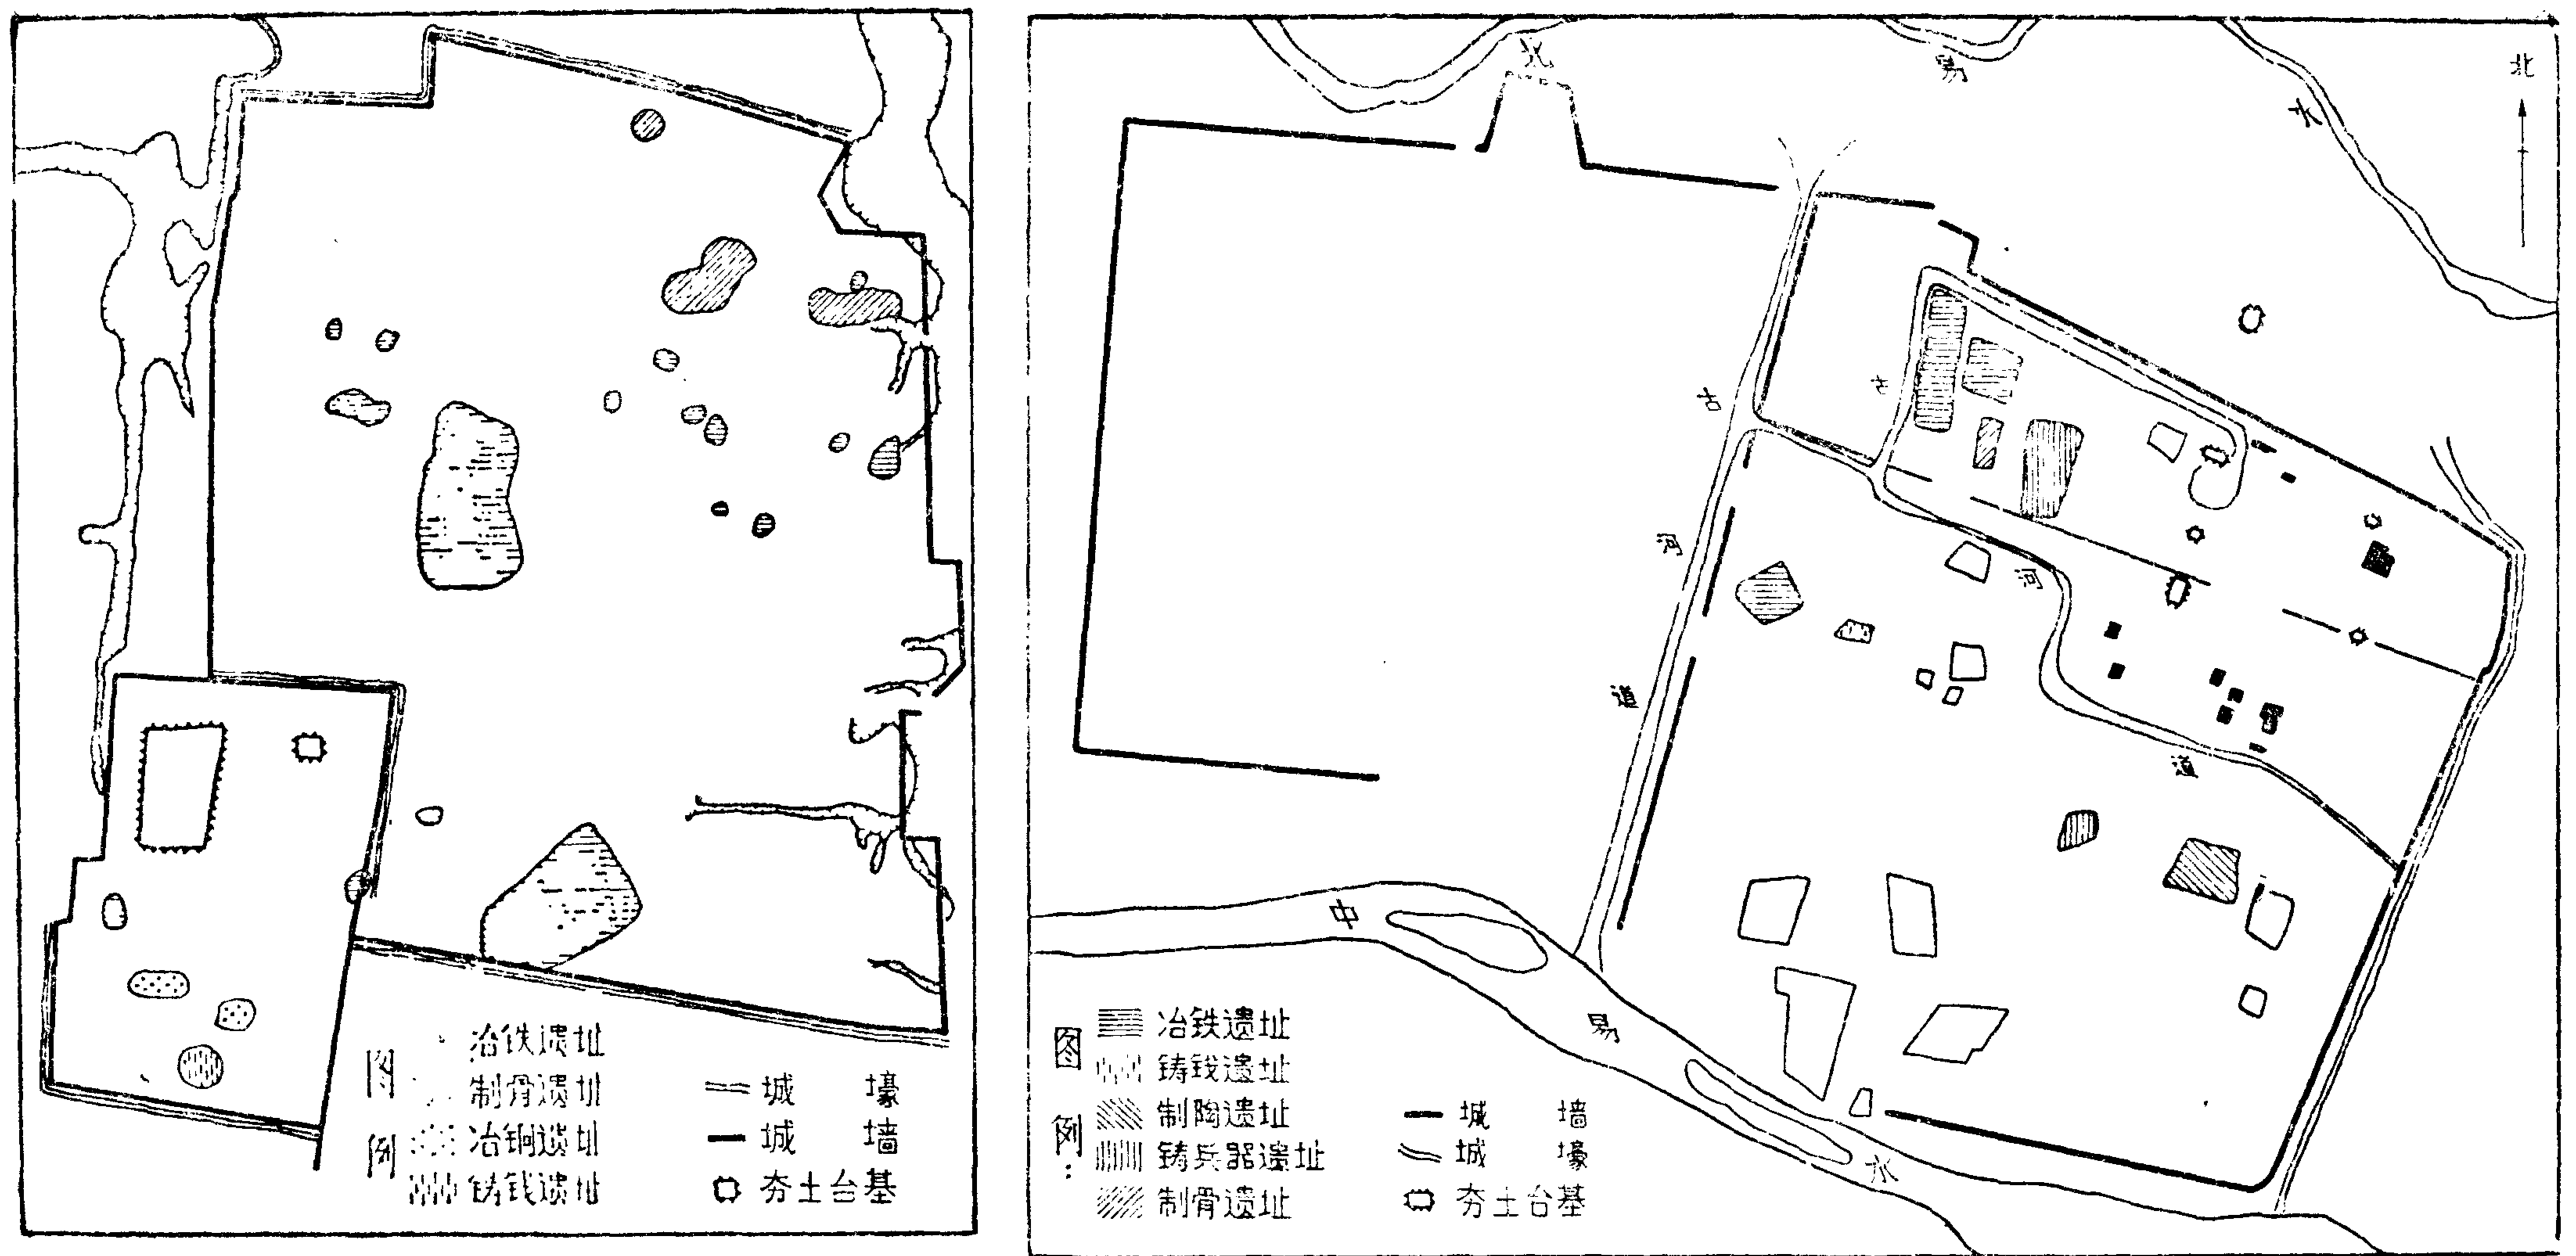 图例
冶铁遗址
制骨遗址
冶铜遗址
铸钱遗址
城壕
城墙
夯土台基
北
易
水
北
古
河
道
古
河
道
中
易
水
图例：
冶铁遗址
铸钱遗址
制陶遗址
铸兵器遗址
制骨遗址
城墙
城壕
夯土台基